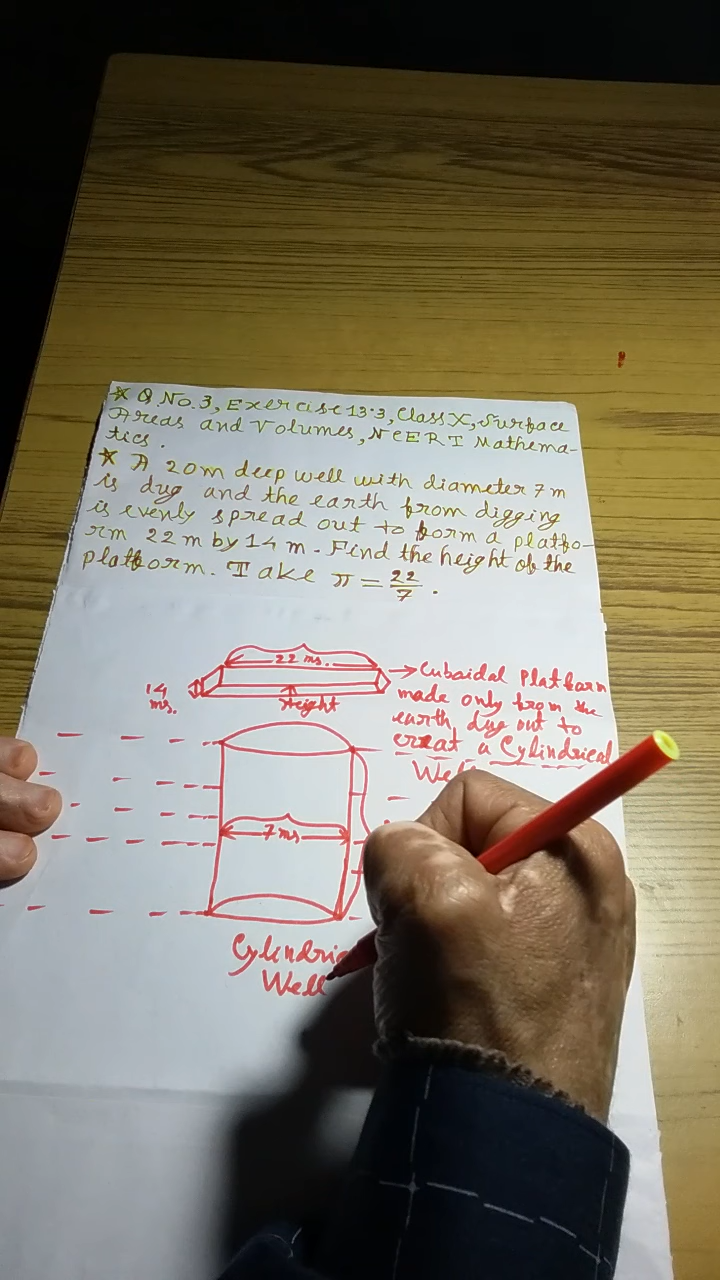 * Q.No.3, Exercise 13.3, Class X, Surface
Areas and Volumes, NCERT Mathema-
tics.
* A 20m deep well with diameter 7m
is dug and the earth from digging
is evenly spread out to form a platfo-
rm 22 m by 14 m. Find the height of the
platform. Take π = 22/7.
22 ms.
14
ms.
Height
→ Cuboidal Platform
made only from the
earth dug out to
creat a Cylindrical
7 ms
Well